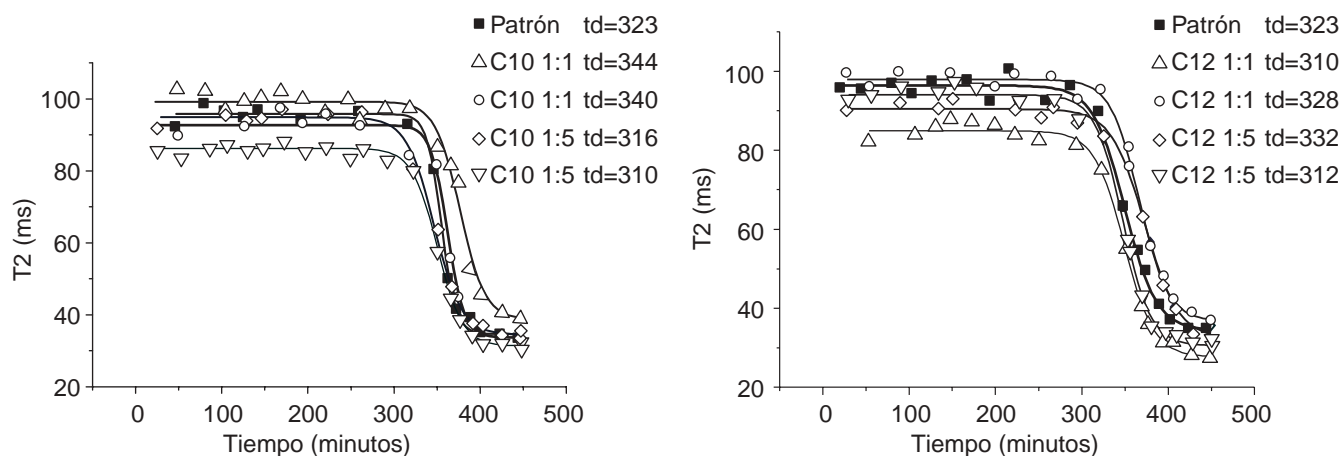 Patrón td=323
C10 1:1 td=344
C10 1:1 td=340
C10 1:5 td=316
C10 1:5 td=310
100
80
60
40
20
T2 (ms)
0 100 200 300 400 500
Tiempo (minutos)
Patrón td=323
C12 1:1 td=310
C12 1:1 td=328
C12 1:5 td=332
C12 1:5 td=312
100
80
60
40
20
T2 (ms)
0 100 200 300 400 500
Tiempo (minutos)